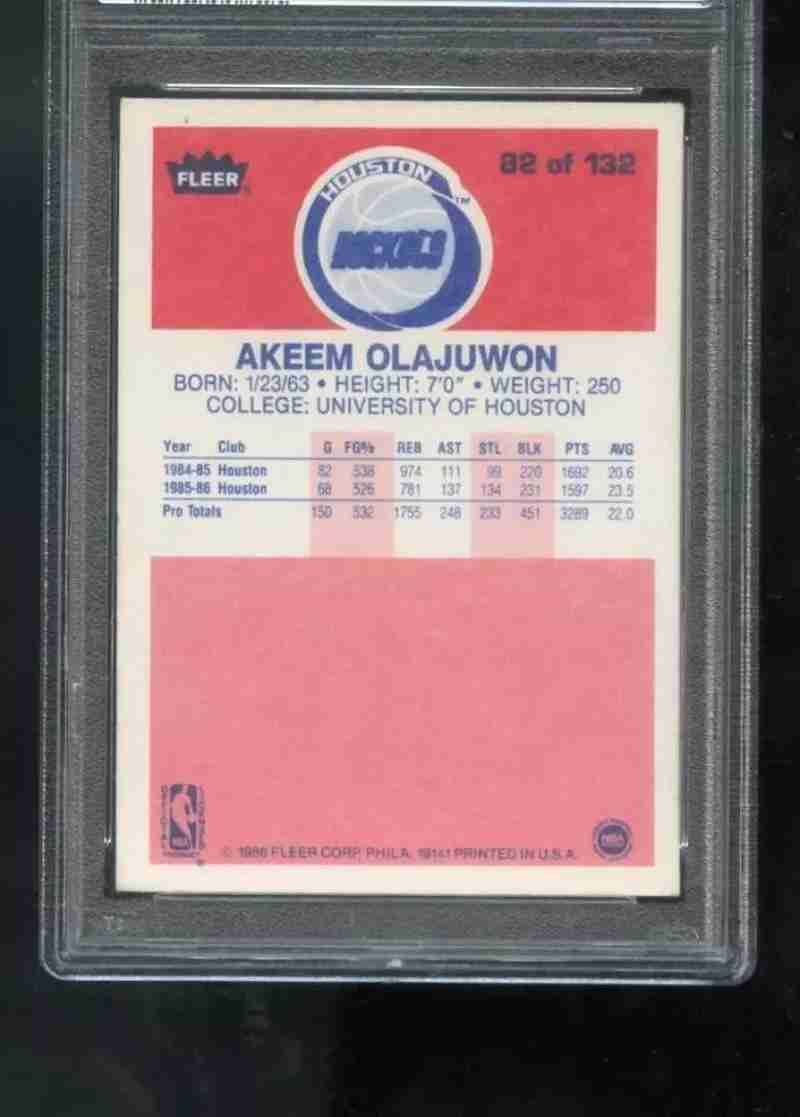 FLEER
82 of 132
HOUSTON
ROCKETS
TM
AKEEM OLAJUWON
BORN: 1/23/63 • HEIGHT: 7'0" • WEIGHT: 250
COLLEGE: UNIVERSITY OF HOUSTON
Year Club G FG% REB AST STL BLK PTS AVG
1984-85 Houston 82 538 974 111 99 220 1692 20.6
1985-86 Houston 68 526 781 137 134 231 1597 23.5
Pro Totals 150 532 1755 248 233 451 3289 22.0
NBA
© 1986 FLEER CORP. PHILA. 19141 PRINTED IN U.S.A.